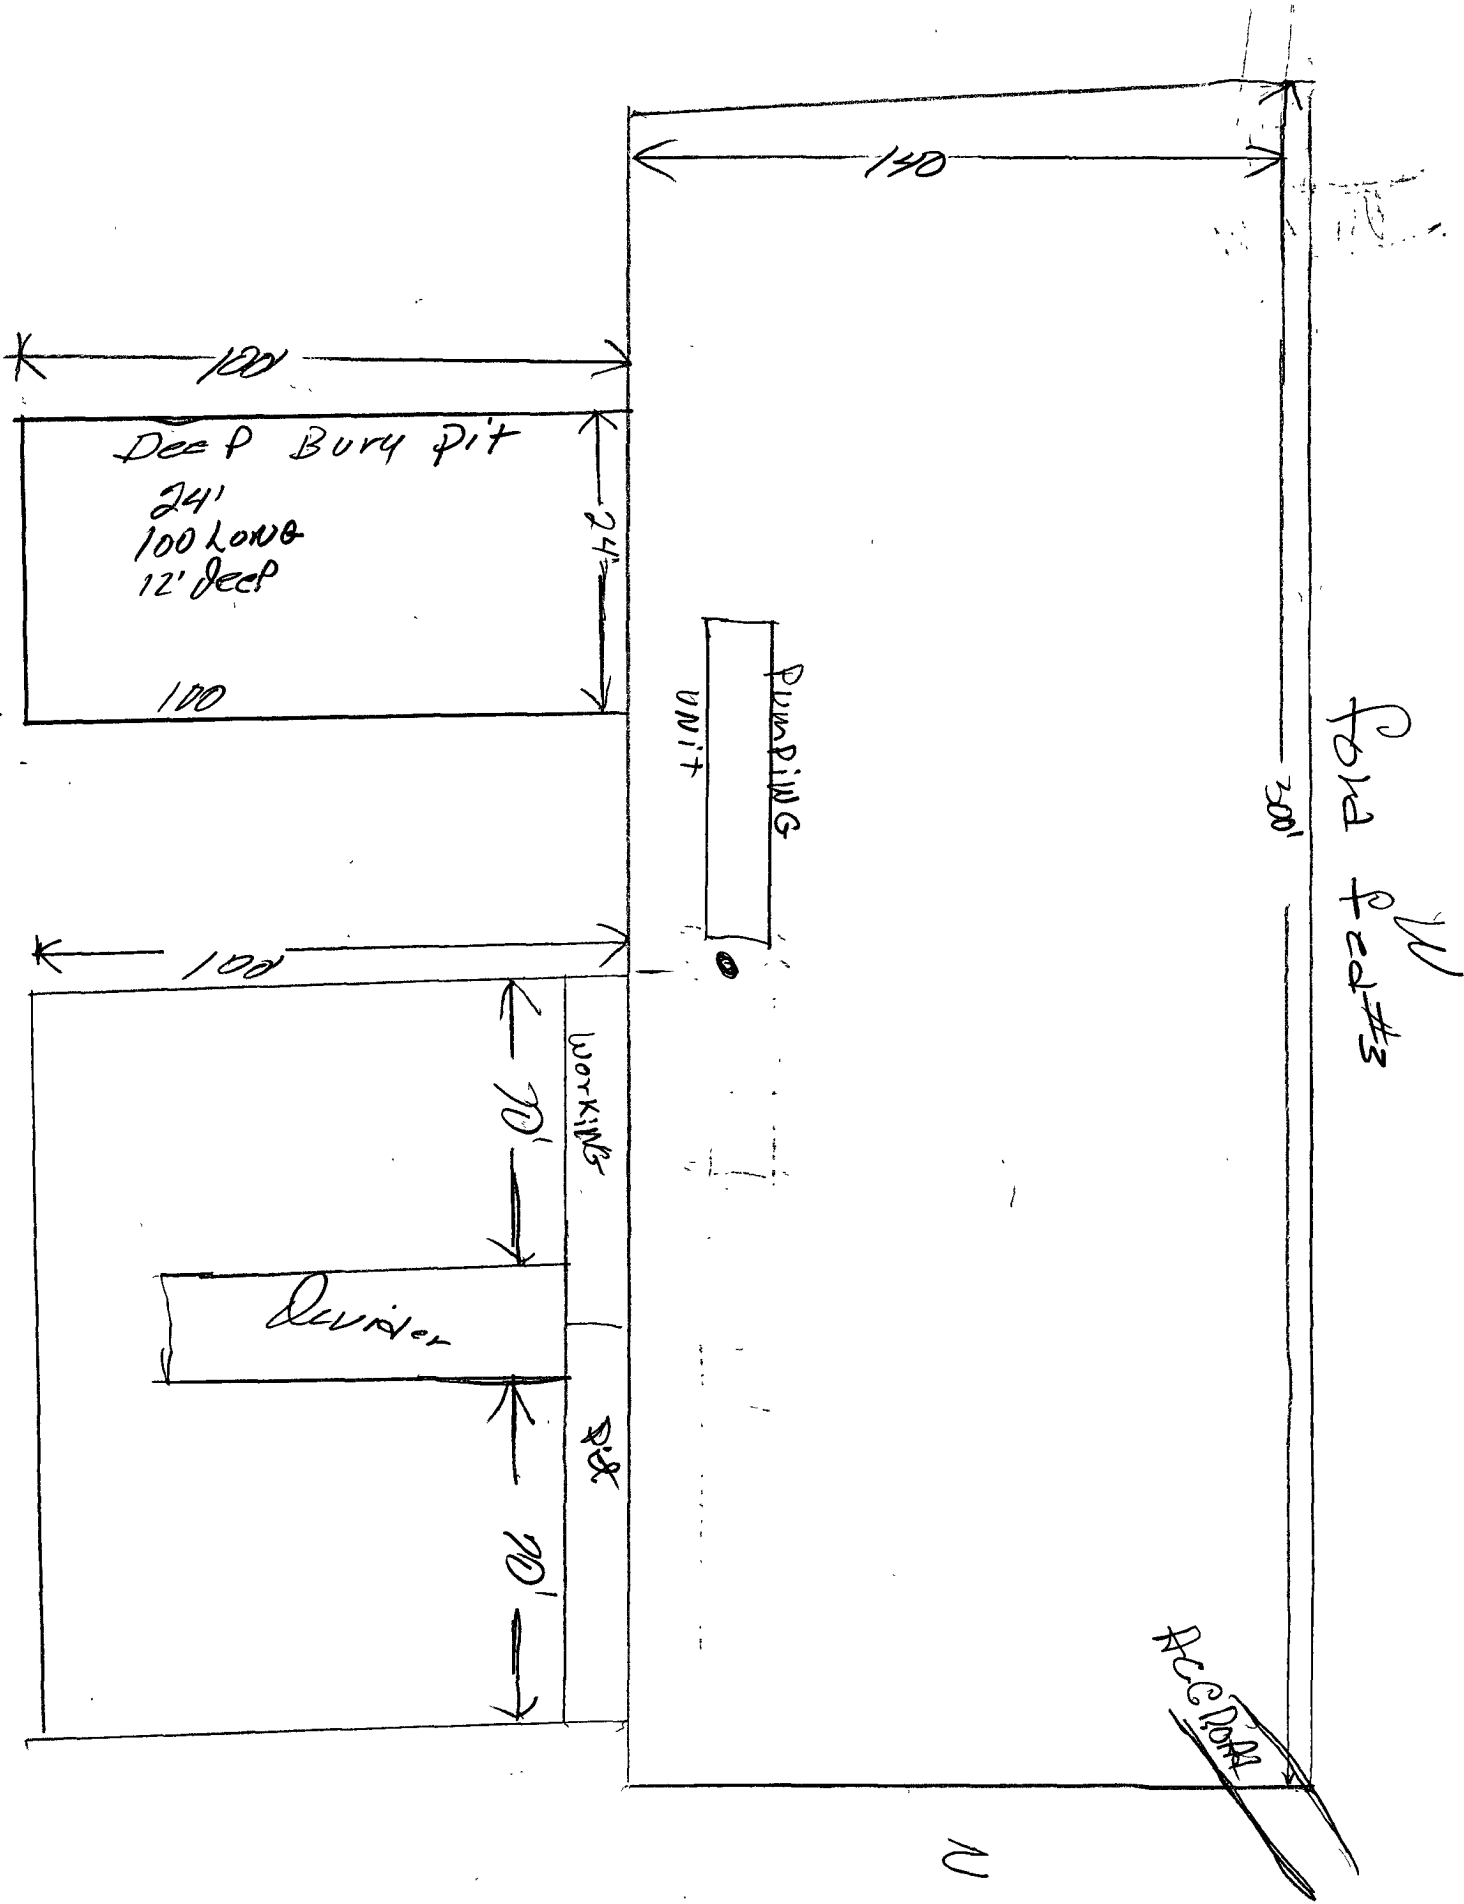 W
ford fed #3
300'
140
100'
Deep Bury pit
24'
100 LONG
12' deep
24'
100
PumpiNG
UNiT
100'
WorkiNG
Pit
70'
Devider
70'
ACC ROAd
N